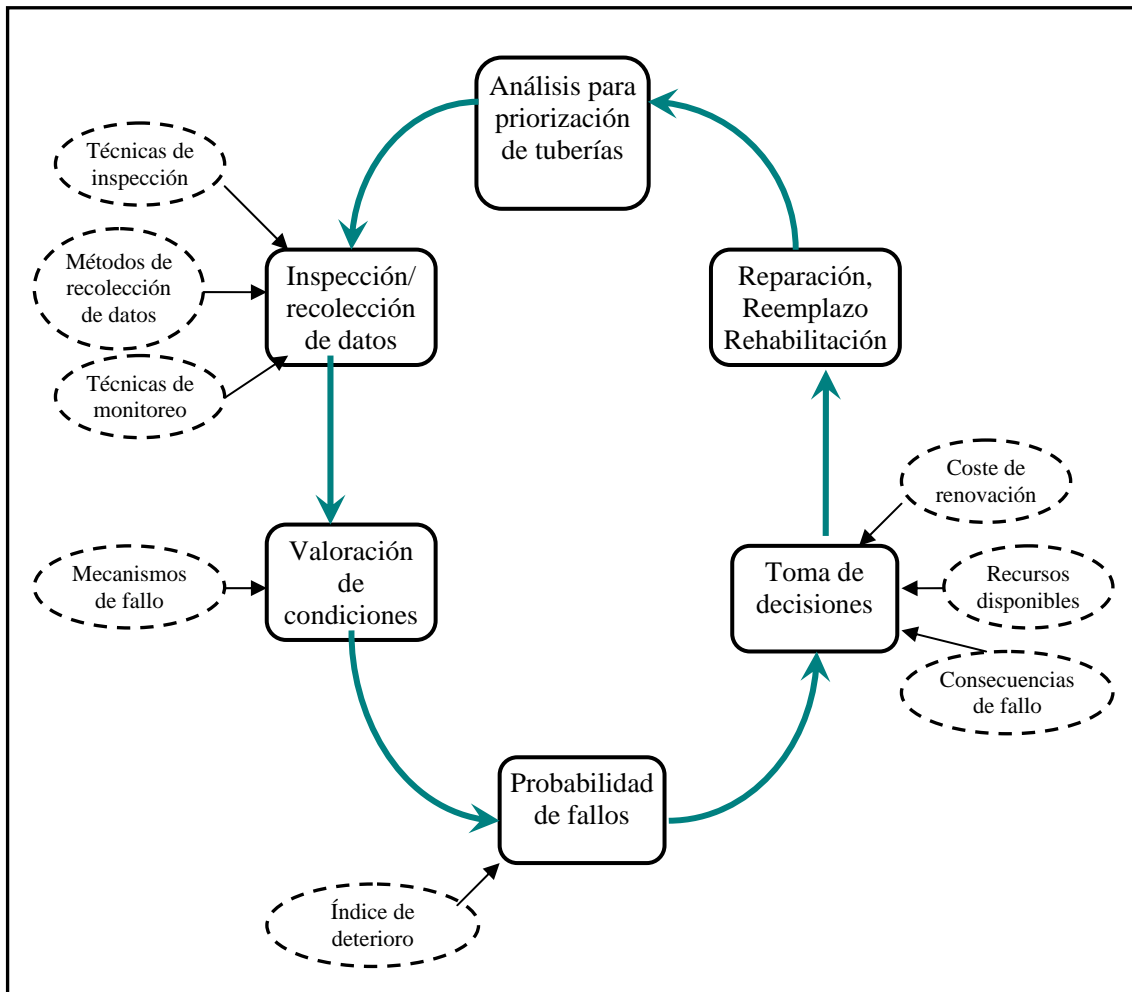 Análisis para
priorización
de tuberías
Técnicas de
inspección
Métodos de
recolección
de datos
Técnicas de
monitoreo
Inspección/
recolección
de datos
Reparación,
Reemplazo
Rehabilitación
Mecanismos
de fallo
Valoración
de
condiciones
Coste de
renovación
Toma de
decisiones
Recursos
disponibles
Consecuencias
de fallo
Probabilidad
de fallos
Índice de
deterioro